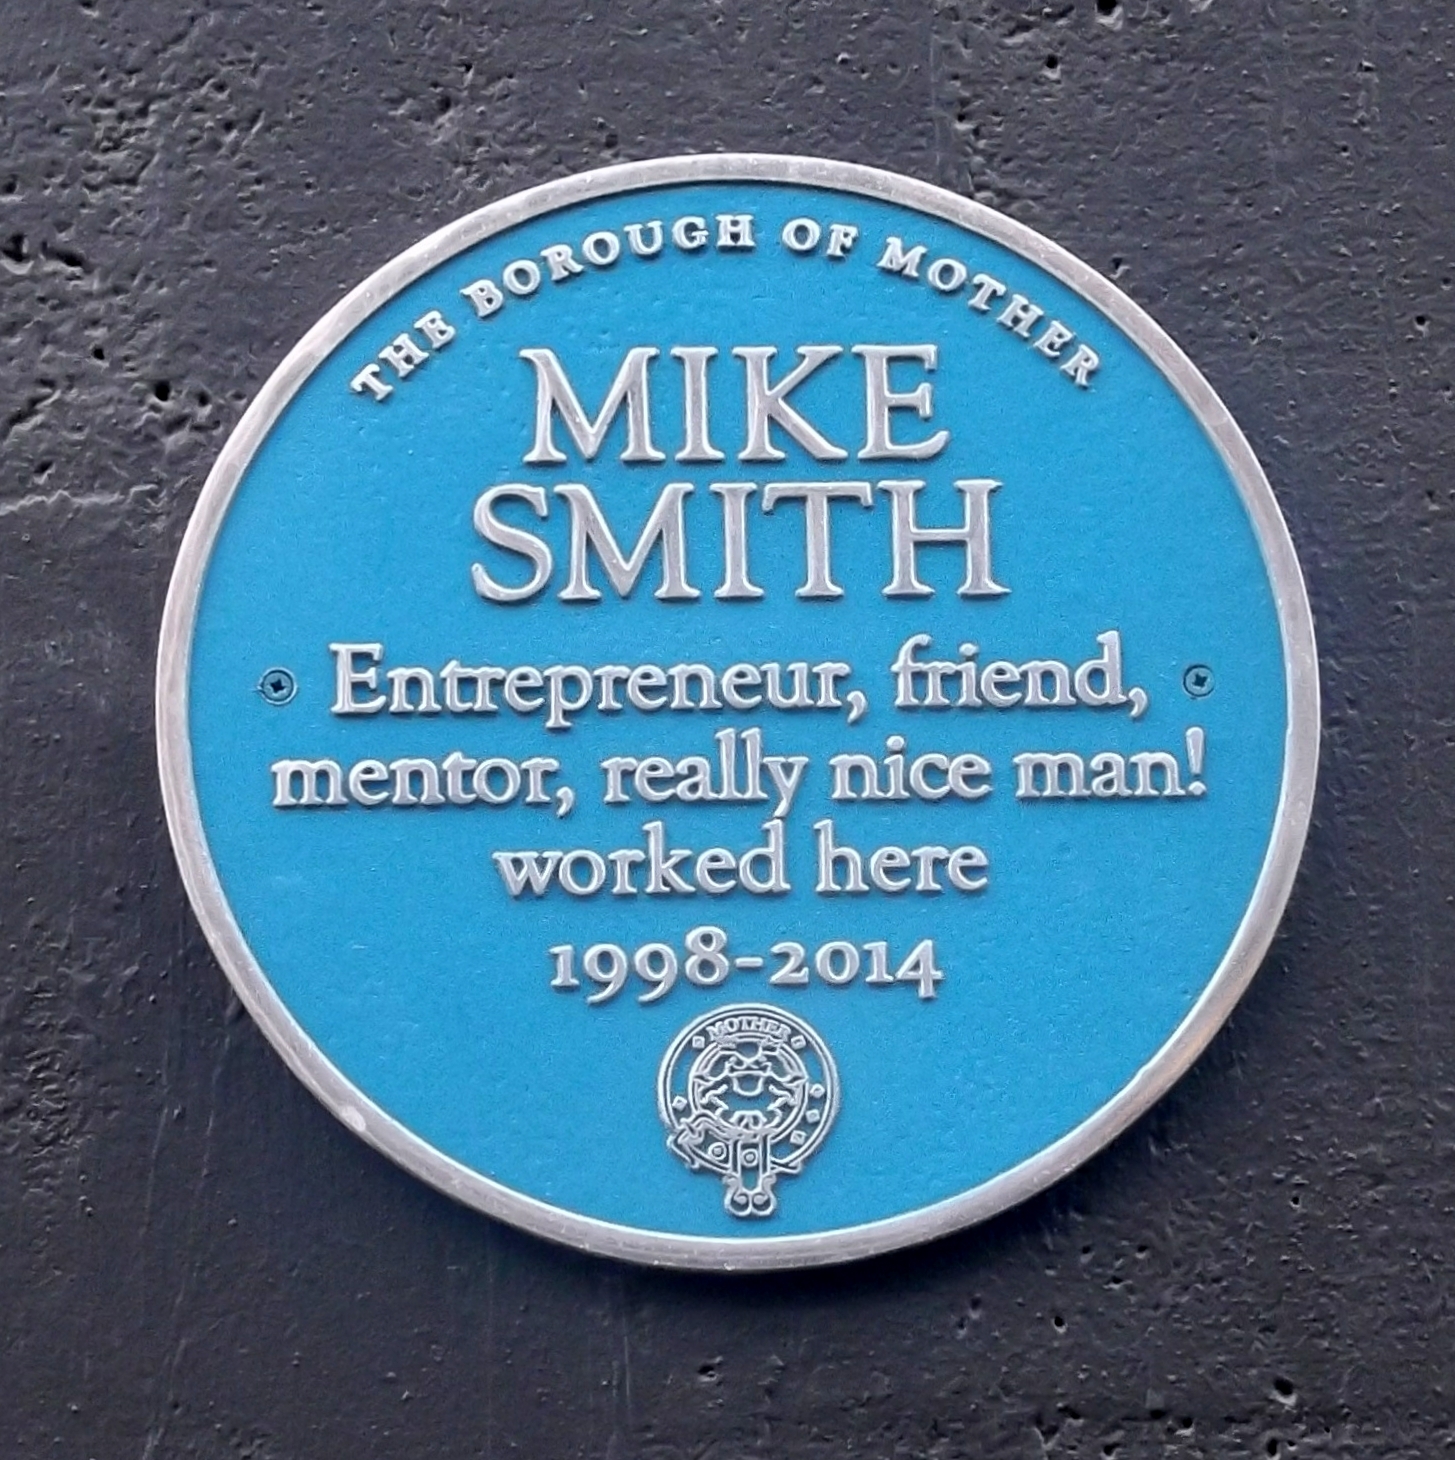 THE BOROUGH OF MOTHER
MIKE
SMITH
Entrepreneur, friend,
mentor, really nice man!
worked here
1998-2014
MOTHER